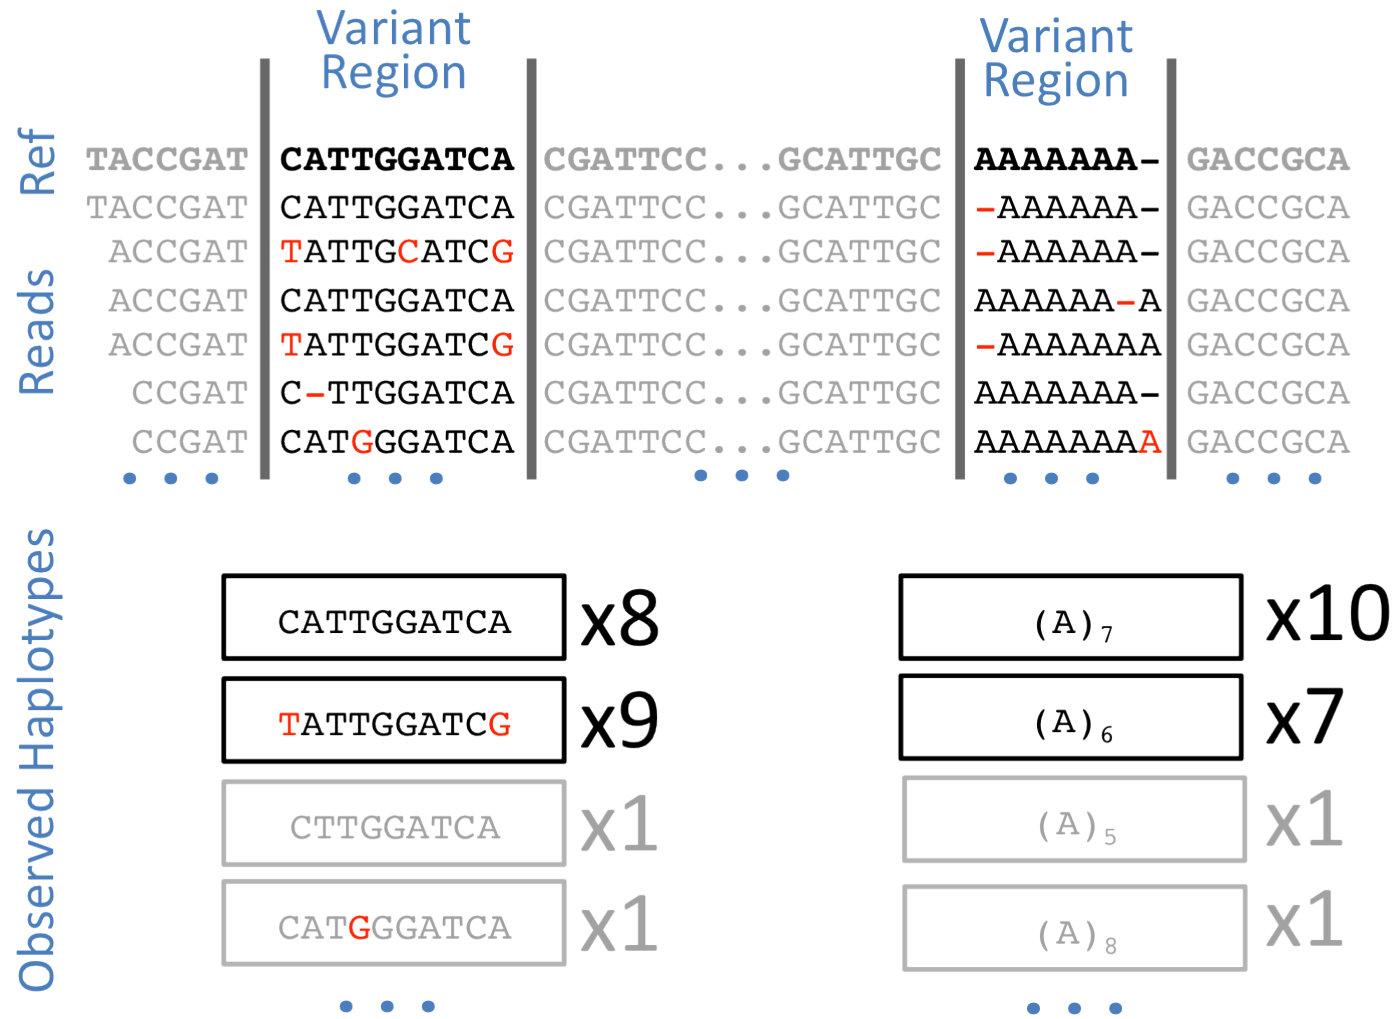 Variant Region
Variant Region
Ref
TACCGAT CATTGGATCA CGATTCC...GCATTGC AAAAAAA- GACCGCA
Reads
TACCGAT CATTGGATCA CGATTCC...GCATTGC -AAAAAA- GACCGCA
ACCGAT TATTGCATCG CGATTCC...GCATTGC -AAAAAA- GACCGCA
ACCGAT CATTGGATCA CGATTCC...GCATTGC AAAAAA-A GACCGCA
ACCGAT TATTGGATCG CGATTCC...GCATTGC -AAAAAAA GACCGCA
CCGAT C-TTGGATCA CGATTCC...GCATTGC AAAAAAA- GACCGCA
CCGAT CATGGGATCA CGATTCC...GCATTGC AAAAAAAA GACCGCA
... ... ... ... ...
Observed Haplotypes
CATTGGATCA x8 (A)7 x10
TATTGGATCG x9 (A)6 x7
CTTGGATCA x1 (A)5 x1
CATGGGATCA x1 (A)8 x1
... ...